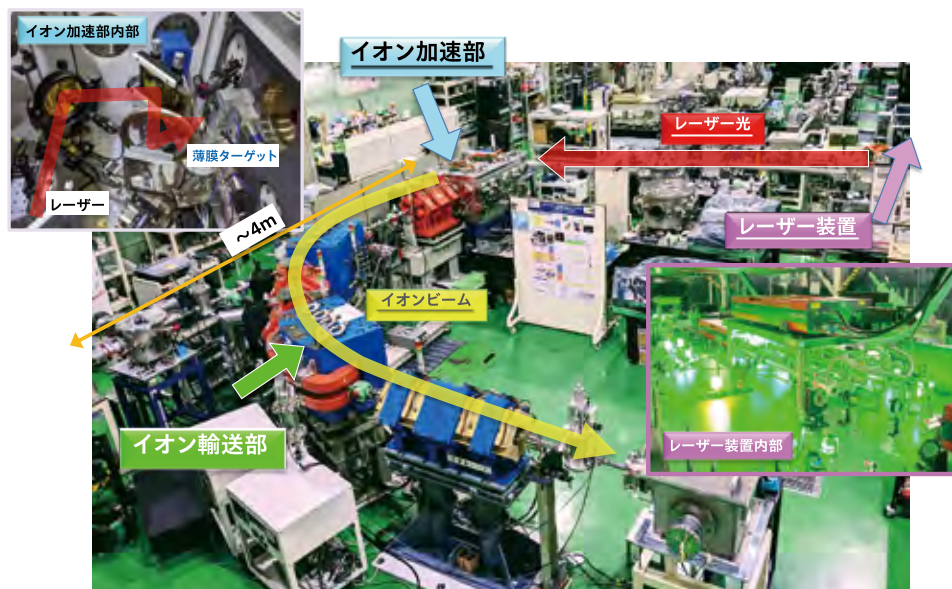 イオン加速部内部
イオン加速部
レーザー光
薄膜ターゲット
レーザー
～4m
レーザー装置
イオンビーム
イオン輸送部
レーザー装置内部